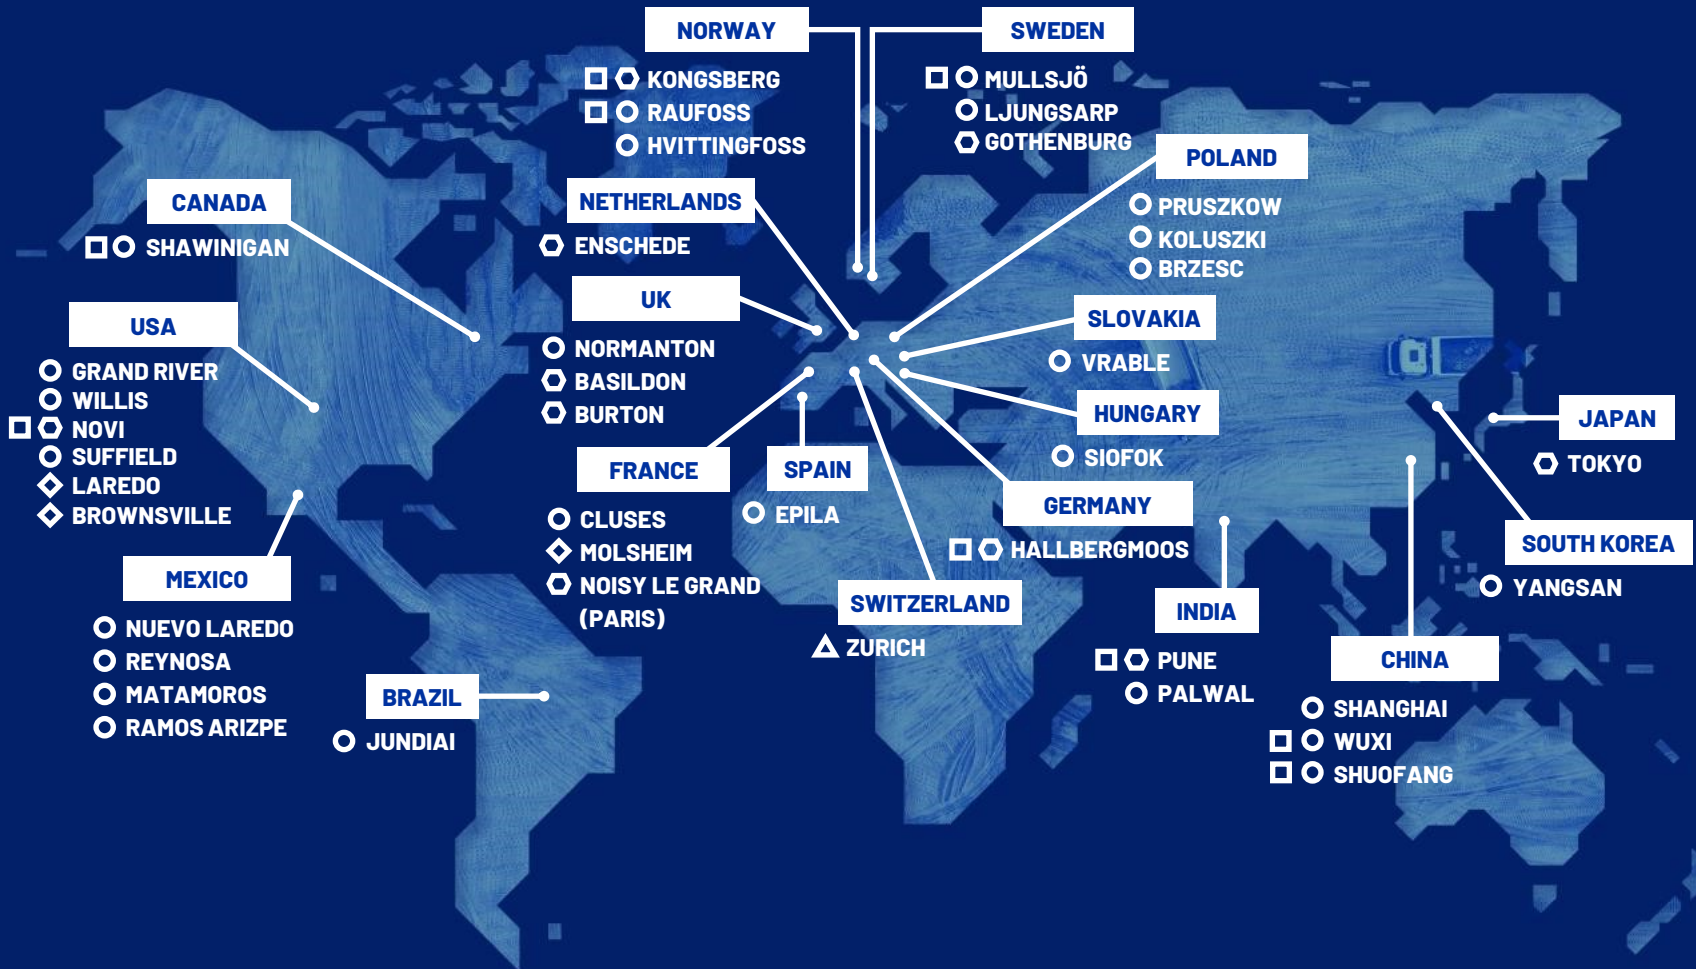 NORWAY
KONGSBERG
RAUFOSS
HVITTINGFOSS
SWEDEN
MULLSJÖ
LJUNGSARP
GOTHENBURG
POLAND
PRUSZKOW
KOLUSZKI
BRZESC
CANADA
SHAWINIGAN
NETHERLANDS
ENSCHEDE
UK
NORMANTON
BASILDON
BURTON
USA
GRAND RIVER
WILLIS
NOVI
SUFFIELD
LAREDO
BROWNSVILLE
SLOVAKIA
VRABLE
HUNGARY
SIOFOK
JAPAN
TOKYO
FRANCE
CLUSES
MOLSHEIM
NOISY LE GRAND
(PARIS)
SPAIN
EPILA
GERMANY
HALLBERGMOOS
SOUTH KOREA
YANGSAN
MEXICO
NUEVO LAREDO
REYNOSA
MATAMOROS
RAMOS ARIZPE
SWITZERLAND
ZURICH
INDIA
PUNE
PALWAL
CHINA
SHANGHAI
WUXI
SHUOFANG
BRAZIL
JUNDIAI